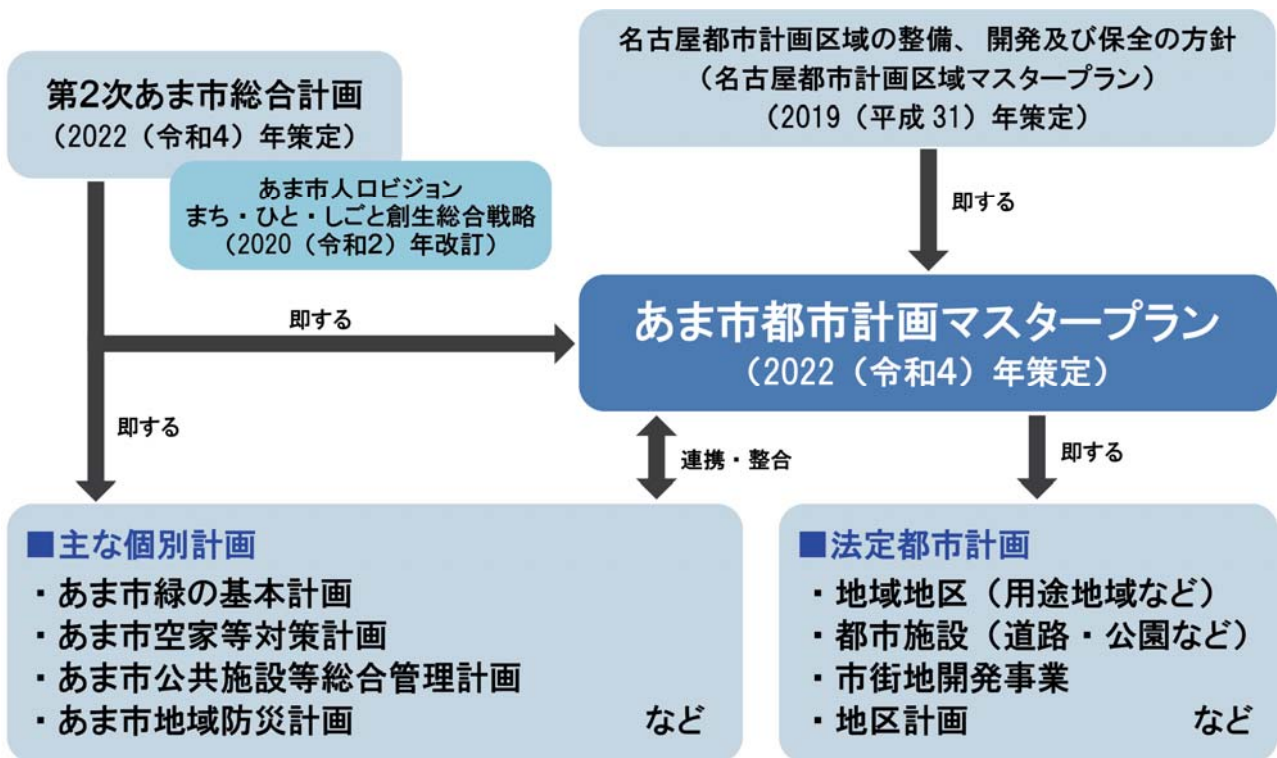 第2次あま市総合計画
（2022（令和4）年策定）
あま市人口ビジョン
まち・ひと・しごと創生総合戦略
（2020（令和2）年改訂）
名古屋都市計画区域の整備、開発及び保全の方針
（名古屋都市計画区域マスタープラン）
（2019（平成31）年策定）
即する
即する
あま市都市計画マスタープラン
（2022（令和4）年策定）
即する
連携・整合
即する
■主な個別計画
・あま市緑の基本計画
・あま市空家等対策計画
・あま市公共施設等総合管理計画
・あま市地域防災計画 など
■法定都市計画
・地域地区（用途地域など）
・都市施設（道路・公園など）
・市街地開発事業
・地区計画 など